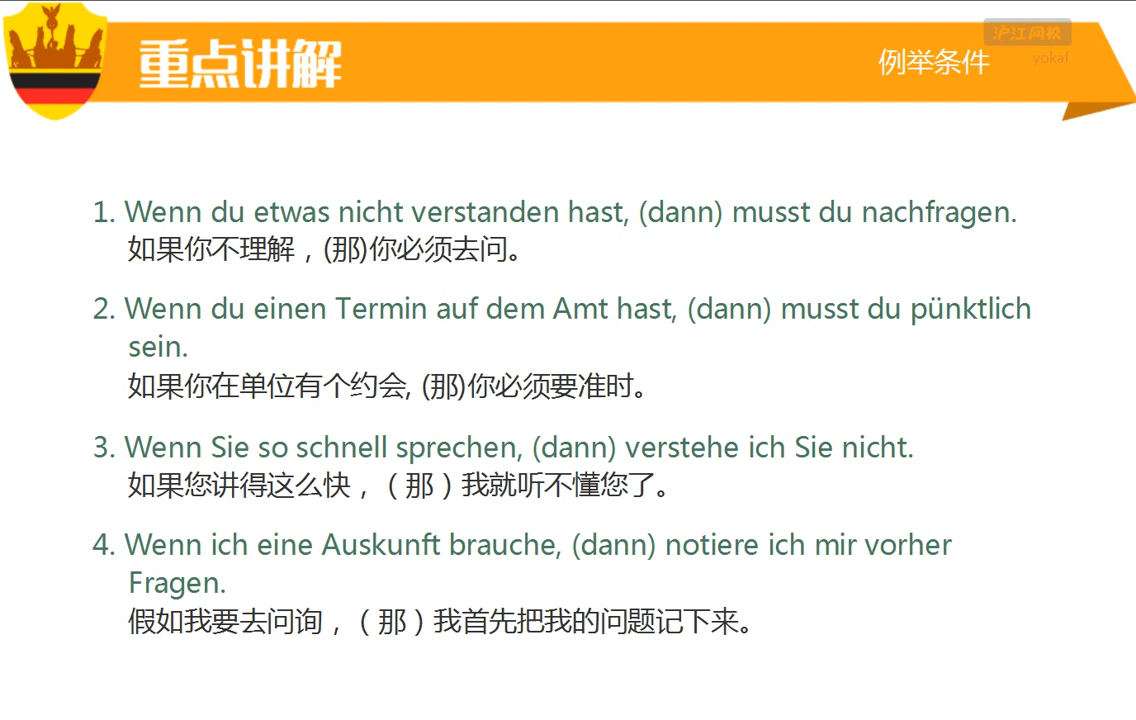 重点讲解
例举条件
沪江网校
yokaf
1. Wenn du etwas nicht verstanden hast, (dann) musst du nachfragen.
如果你不理解，(那)你必须去问。
2. Wenn du einen Termin auf dem Amt hast, (dann) musst du pünktlich
sein.
如果你在单位有个约会, (那)你必须要准时。
3. Wenn Sie so schnell sprechen, (dann) verstehe ich Sie nicht.
如果您讲得这么快，（那）我就听不懂您了。
4. Wenn ich eine Auskunft brauche, (dann) notiere ich mir vorher
Fragen.
假如我要去问询，（那）我首先把我的问题记下来。